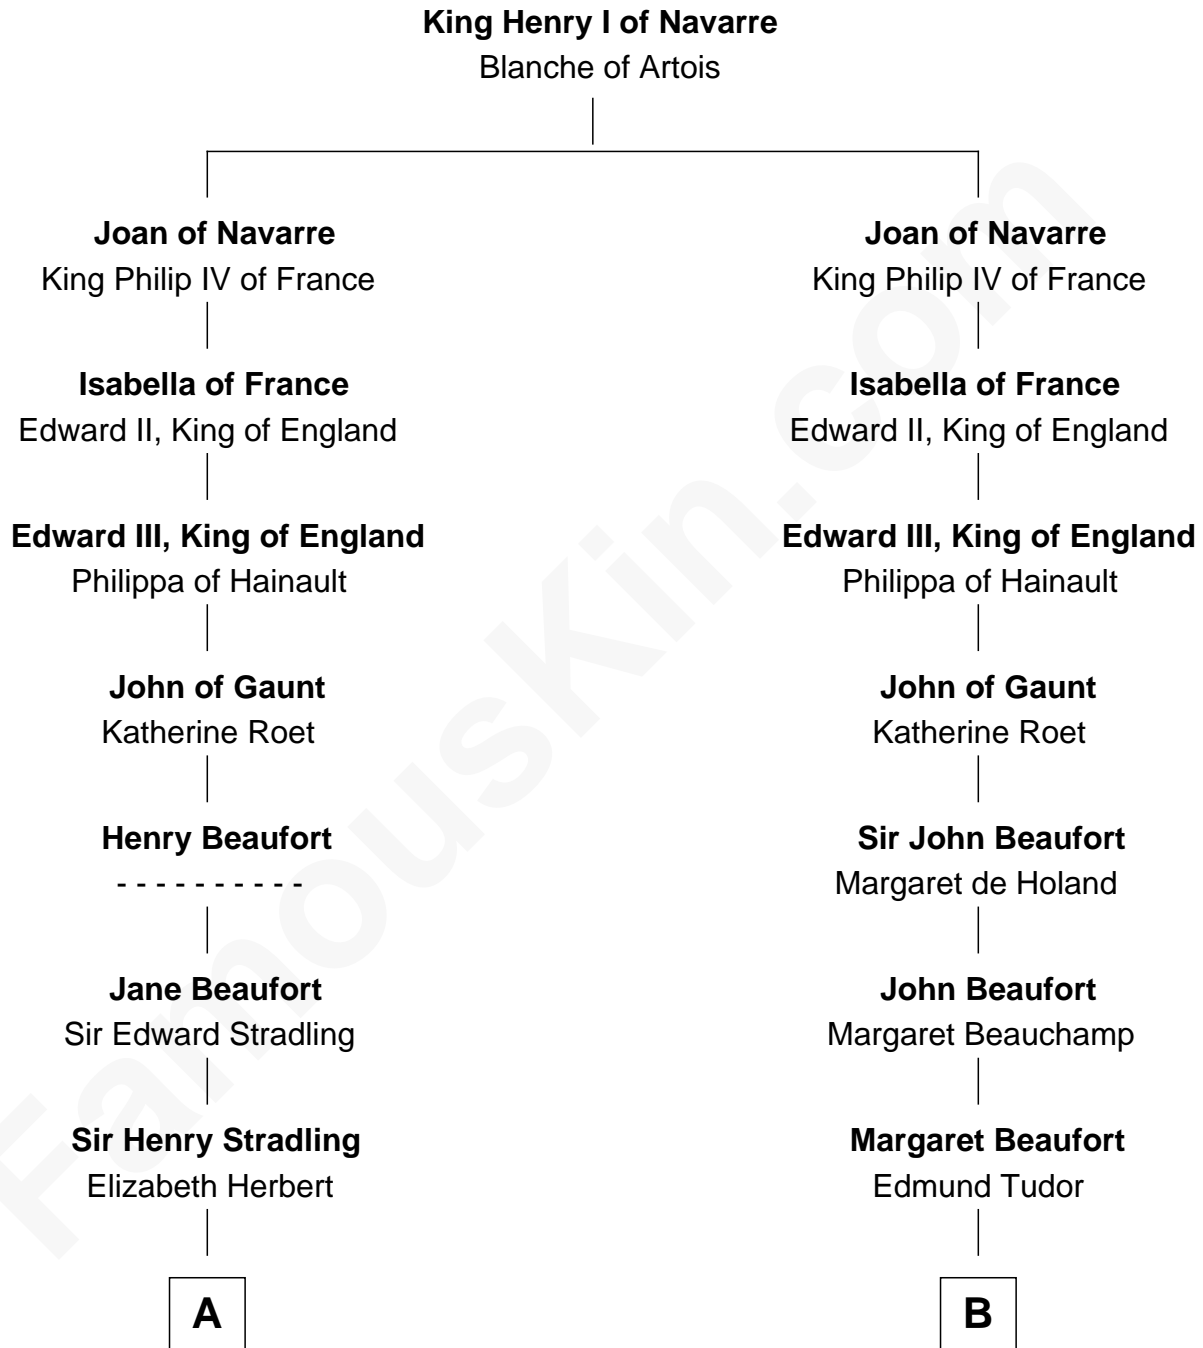 King Henry I of Navarre
Blanche of Artois
Joan of Navarre
King Philip IV of France
Joan of Navarre
King Philip IV of France
Isabella of France
Edward II, King of England
Isabella of France
Edward II, King of England
Edward III, King of England
Philippa of Hainault
Edward III, King of England
Philippa of Hainault
John of Gaunt
Katherine Roet
John of Gaunt
Katherine Roet
Henry Beaufort
- - - - - - - - - -
Sir John Beaufort
Margaret de Holand
Jane Beaufort
Sir Edward Stradling
John Beaufort
Margaret Beauchamp
Sir Henry Stradling
Elizabeth Herbert
Margaret Beaufort
Edmund Tudor
A
B
FamousKin.com